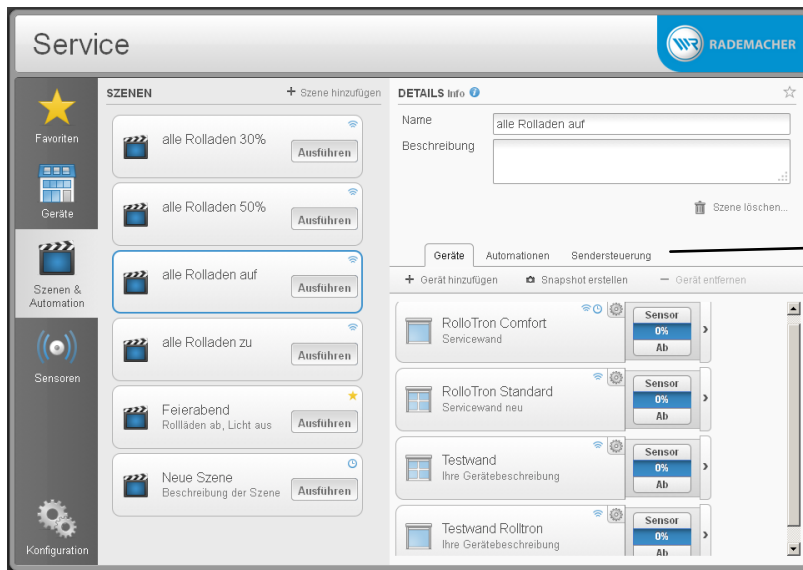 Service
RADEMACHER
Favoriten
Geräte
Szenen &
Automation
Sensoren
Konfiguration
SZENEN
+ Szene hinzufügen
alle Rolladen 30%
Ausführen
alle Rolladen 50%
Ausführen
alle Rolladen auf
Ausführen
alle Rolladen zu
Ausführen
Feierabend
Rollläden ab, Licht aus
Ausführen
Neue Szene
Beschreibung der Szene
Ausführen
DETAILS Info
Name
alle Rolladen auf
Beschreibung
Szene löschen...
Geräte Automationen Sendersteuerung
+ Gerät hinzufügen Snapshot erstellen − Gerät entfernen
RolloTron Comfort
Servicewand
Sensor
0%
Ab
RolloTron Standard
Servicewand neu
Sensor
0%
Ab
Testwand
Ihre Gerätebeschreibung
Sensor
0%
Ab
Testwand Rolltron
Ihre Gerätebeschreibung
Sensor
0%
Ab